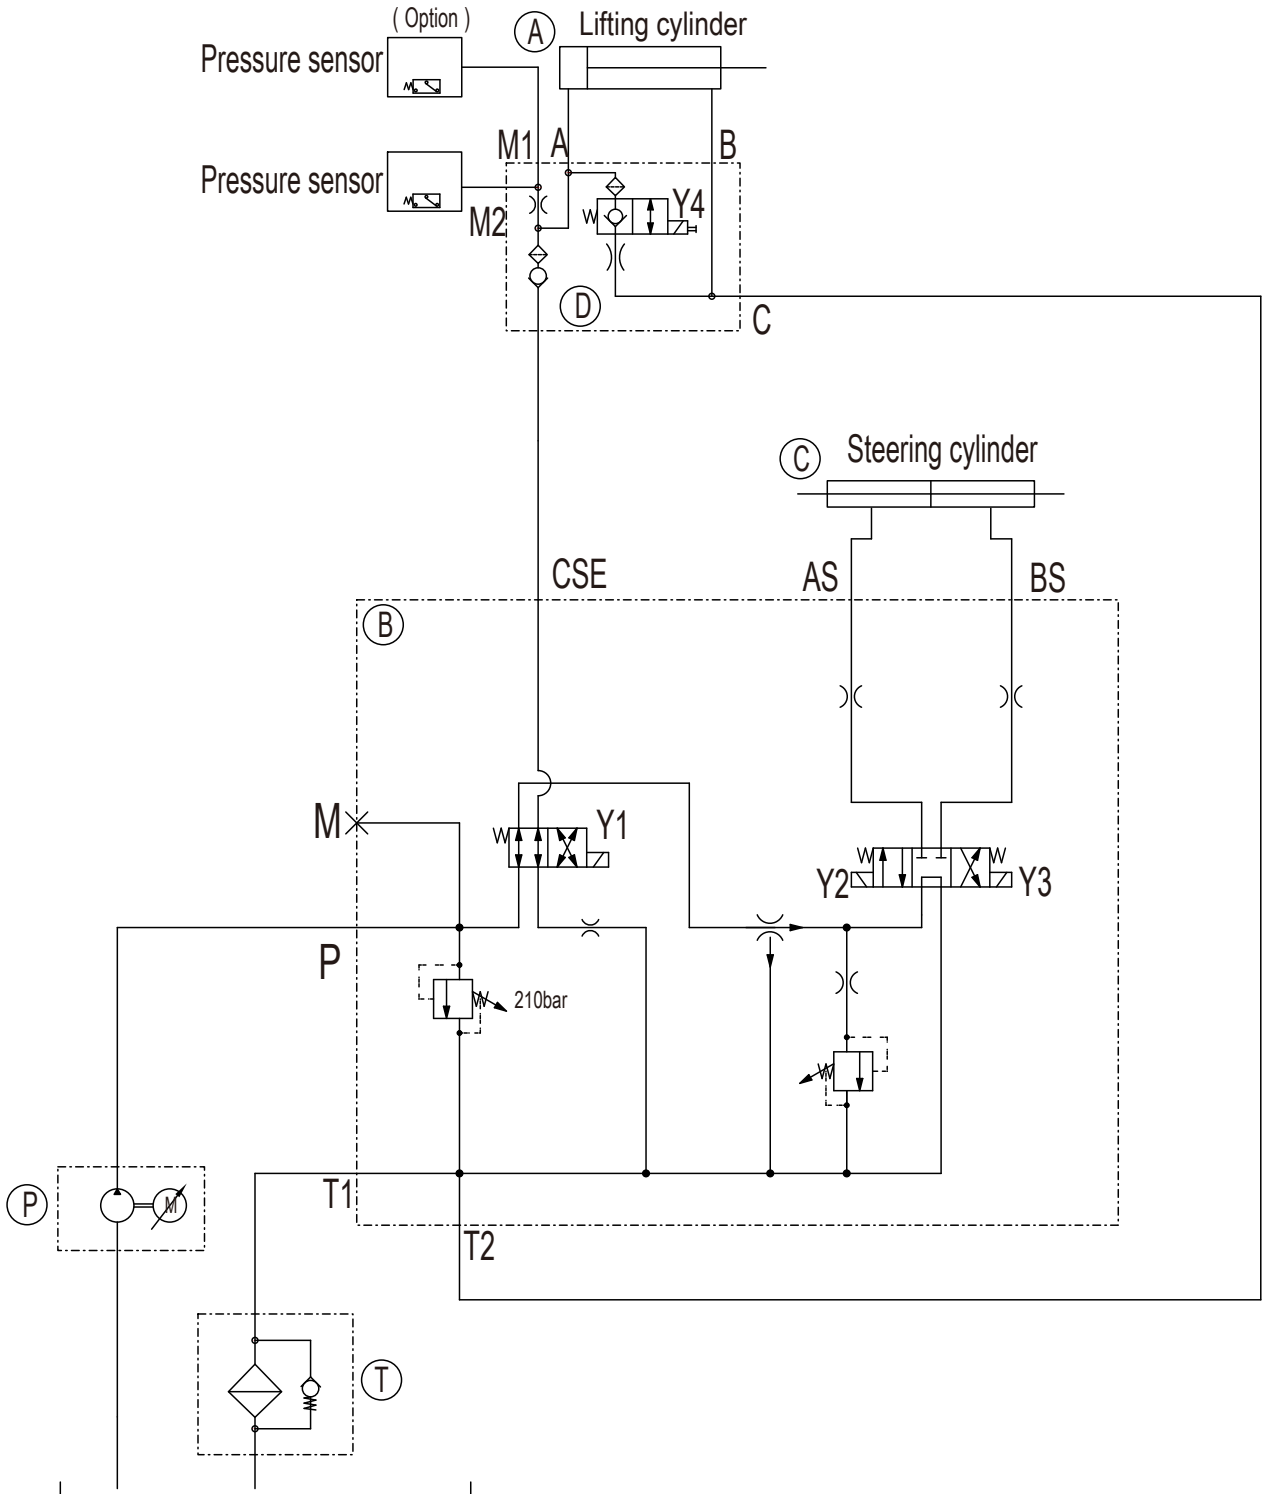 ( Option )
A
Lifting cylinder
Pressure sensor
M1
A
B
Pressure sensor
M2
Y4
D
C
Steering cylinder
C
CSE
AS
BS
B
M
Y1
Y2
Y3
P
210bar
P
M
T1
T2
T